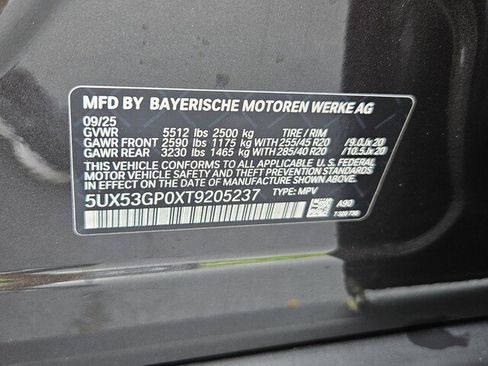 MFD BY BAYERISCHE MOTOREN WERKE AG
09/25
GVWR 5512 lbs 2500 kg TIRE / RIM
GAWR FRONT 2590 lbs 1175 kg WITH 255/45 R20 / 9.0Jx20
GAWR REAR 3230 lbs 1465 kg WITH 285/40 R20 / 10.5Jx20
THIS VEHICLE CONFORMS TO ALL APPLICABLE U.S. FEDERAL
MOTOR VEHICLE SAFETY AND THEFT PREVENTION STANDARDS
IN EFFECT ON THE DATE OF MANUFACTURE SHOWN ABOVE.
5UX53GP0XT9205237 TYPE: MPV
A90